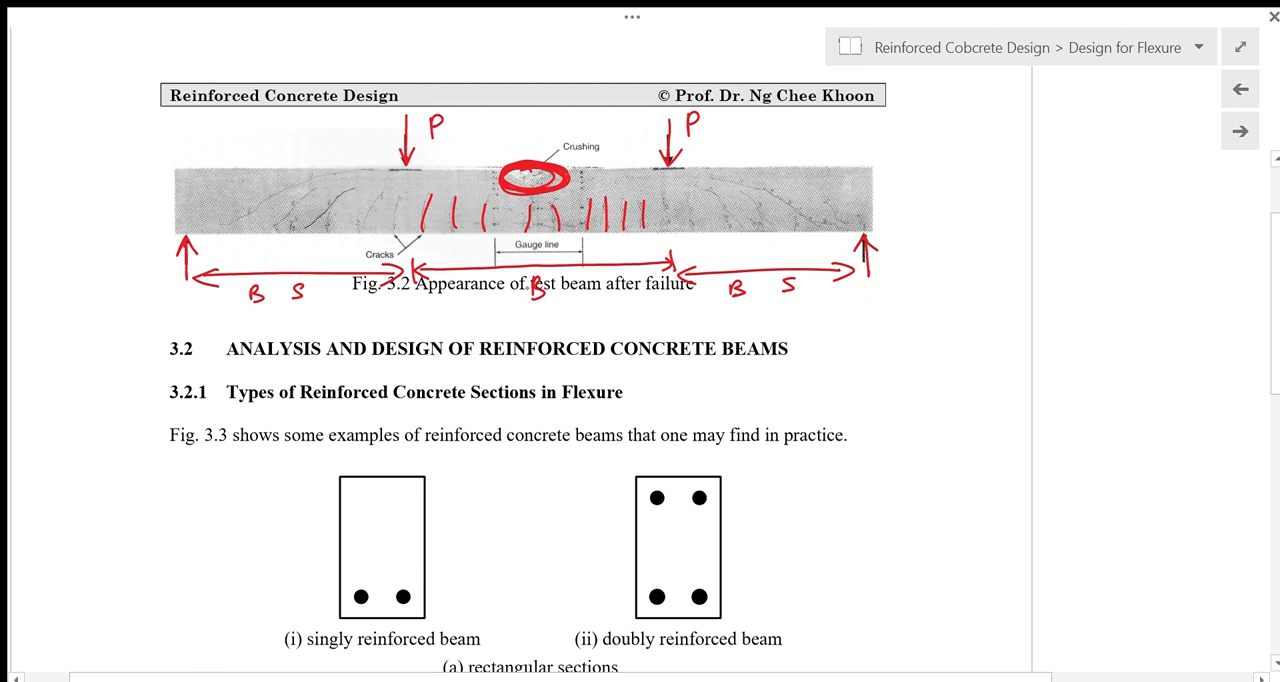 Reinforced Cobcrete Design > Design for Flexure
Reinforced Concrete Design © Prof. Dr. Ng Chee Khoon
P P
Crushing
Cracks
Gauge line
B S B B S
Fig. 3.2 Appearance of test beam after failure
3.2 ANALYSIS AND DESIGN OF REINFORCED CONCRETE BEAMS
3.2.1 Types of Reinforced Concrete Sections in Flexure
Fig. 3.3 shows some examples of reinforced concrete beams that one may find in practice.
(i) singly reinforced beam (ii) doubly reinforced beam
(a) rectangular sections